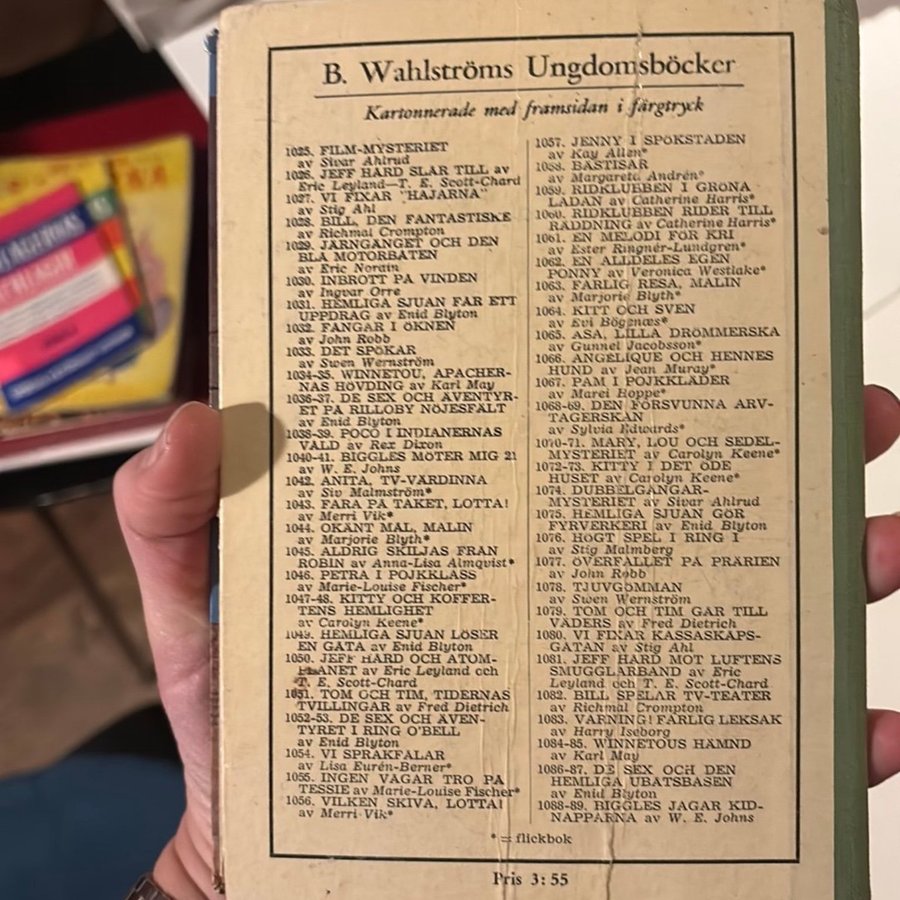 B. Wahlströms Ungdomsböcker
Kartonnerade med framsidan i färgtryck
1025. FILM-MYSTERIET
av Sivar Ahlrud
1026. JEFF HARD SLÅR TILL av
Eric Leyland—T. E. Scott-Chard
1027. VI FIXAR "HAJARNA"
av Stig Ahl
1028. BILL, DEN FANTASTISKE
av Richmal Crompton
1029. JÄRNGÄNGET OCH DEN
BLÅ MOTORBÅTEN
av Eric Norain
1030. INBROTT PÅ VINDEN
av Ingvar Orre
1031. HEMLIGA SJUAN FÅR ETT
UPPDRAG av Enid Blyton
1032. FÅNGAR I ÖKNEN
av John Robb
1033. DET SPÖKAR
av Swen Wernström
1034-35. WINNETOU, APACHER-
NAS HÖVDING av Karl May
1036-37. DE SEX OCH ÄVENTYR-
ET PÅ RILLOBY NÖJESFÄLT
av Enid Blyton
1038-39. POCO I INDIANERNAS
VÅLD av Rex Dixon
1040-41. BIGGLES MÖTER MIG 21
av W. E. Johns
1042. ANITA, TV-VÄRDINNA
av Siv Malmström*
1043. FARA PÅ TAKET, LOTTA!
av Merri Vik*
1044. OKÄNT MÅL, MALIN
av Marjorie Blyth*
1045. ALDRIG SKILJAS FRÅN
ROBIN av Anna-Lisa Almqvist*
1046. PETRA I POJKKLASS
av Marie-Louise Fischer*
1047-48. KITTY OCH KOFFER-
TENS HEMLIGHET
av Carolyn Keene*
1049. HEMLIGA SJUAN LÖSER
EN GÅTA av Enid Blyton
1050. JEFF HARD OCH ATOM-
PLANET av Eric Leyland och
T. E. Scott-Chard
1051. TOM OCH TIM, TIDERNAS
TVILLINGAR av Fred Dietrich
1052-53. DE SEX OCH ÄVEN-
TYRET I RING O'BELL
av Enid Blyton
1054. VI SPRÅKFÅLAR
av Lisa Eurén-Berner*
1055. INGEN VÅGAR TRO PÅ
TESSIE av Marie-Louise Fischer*
1056. VILKEN SKIVA, LOTTA!
av Merri Vik*
1057. JENNY I SPÖKSTADEN
av Kay Allen*
1058. BÄSTISAR
av Margareta Andrén*
1059. RIDKLUBBEN I GRÖNA
LADAN av Catherine Harris*
1060. RIDKLUBBEN RIDER TILL
RÄDDNING av Catherine Harris*
1061. EN MELODI FÖR KRI
av Ester Ringnér-Lundgren*
1062. EN ALLDELES EGEN
PONNY av Veronica Westlake*
1063. FARLIG RESA, MALIN
av Marjorie Blyth*
1064. KITT OCH SVEN
av Evi Bögenæs*
1065. ÅSA, LILLA DRÖMMERSKA
av Gunnel Jacobsson*
1066. ANGELIQUE OCH HENNES
HUND av Jean Muray*
1067. PAM I POJKKLÄDER
av Marei Hoppe*
1068-69. DEN FÖRSVUNNA ARV-
TAGERSKAN
av Sylvia Edwards*
1070-71. MARY, LOU OCH SEDEL-
MYSTERIET av Carolyn Keene*
1072-73. KITTY I DET ÖDE
HUSET av Carolyn Keene*
1074. DUBBELGÅNGAR-
MYSTERIET av Sivar Ahlrud
1075. HEMLIGA SJUAN GÖR
FYRVERKERI av Enid Blyton
1076. HÖGT SPEL I RING 1
av Stig Malmberg
1077. ÖVERFALLET PÅ PRÄRIEN
av John Robb
1078. TJUVGÖMMAN
av Swen Wernström
1079. TOM OCH TIM GÅR TILL
VÄDERS av Fred Dietrich
1080. VI FIXAR KASSASKÅPS-
GÅTAN av Stig Ahl
1081. JEFF HARD MOT LUFTENS
SMUGGLARBAND av Eric
Leyland och T. E. Scott-Chard
1082. BILL SPELAR TV-TEATER
av Richmal Crompton
1083. VARNING! FARLIG LEKSAK
av Harry Iseborg
1084-85. WINNETOUS HÄMND
av Karl May
1086-87. DE SEX OCH DEN
HEMLIGA UBÅTSBASEN
av Enid Blyton
1088-89. BIGGLES JAGAR KID-
NAPPARNA av W. E. Johns
* = flickbok
Pris 3:55